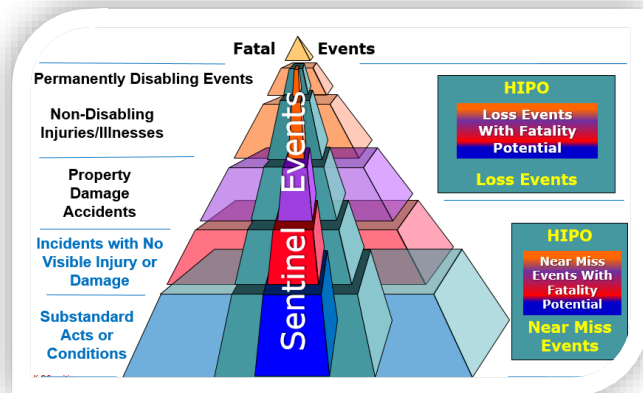 Fatal Events
Permanently Disabling Events
Non-Disabling
Injuries/Illnesses
Property
Damage
Accidents
Incidents with No
Visible Injury or
Damage
Substandard
Acts or
Conditions
Sentinel Events
HIPO
Loss Events
With Fatality
Potential
Loss Events
HIPO
Near Miss
Events With
Fatality
Potential
Near Miss
Events